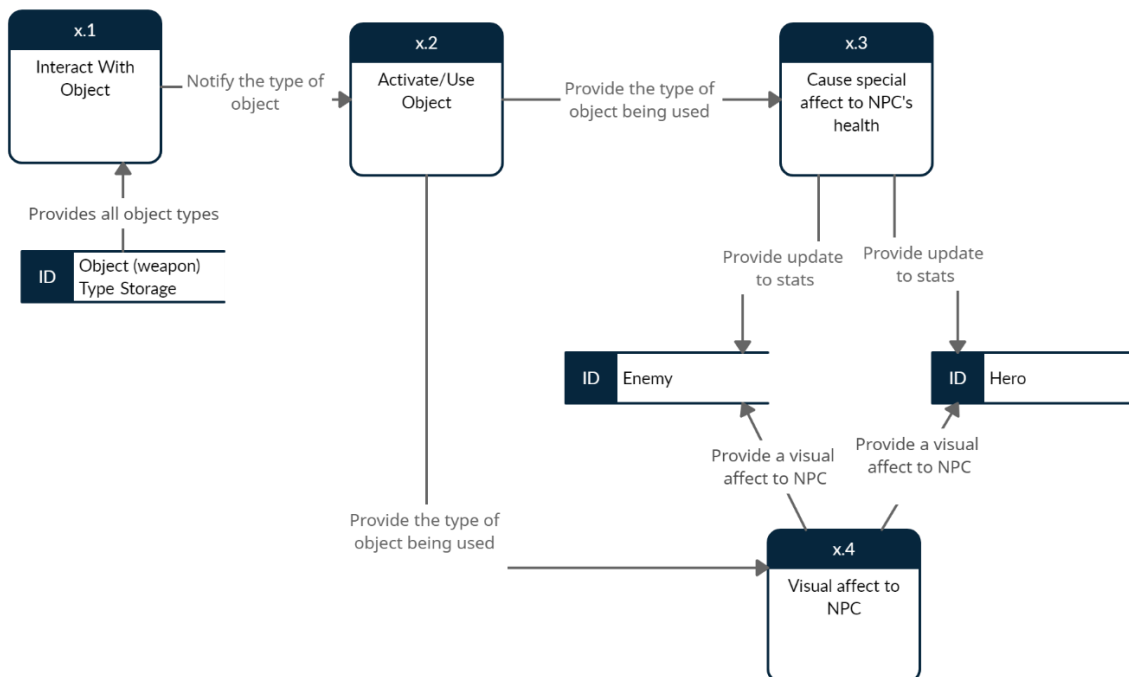 x.1
Interact With
Object
Notify the type of
object
x.2
Activate/Use
Object
Provide the type of
object being used
x.3
Cause special
affect to NPC's
health
Provides all object types
ID
Object (weapon)
Type Storage
Provide update
to stats
Provide update
to stats
ID
Enemy
ID
Hero
Provide a visual
affect to NPC
Provide a visual
affect to NPC
Provide the type of
object being used
x.4
Visual affect to
NPC